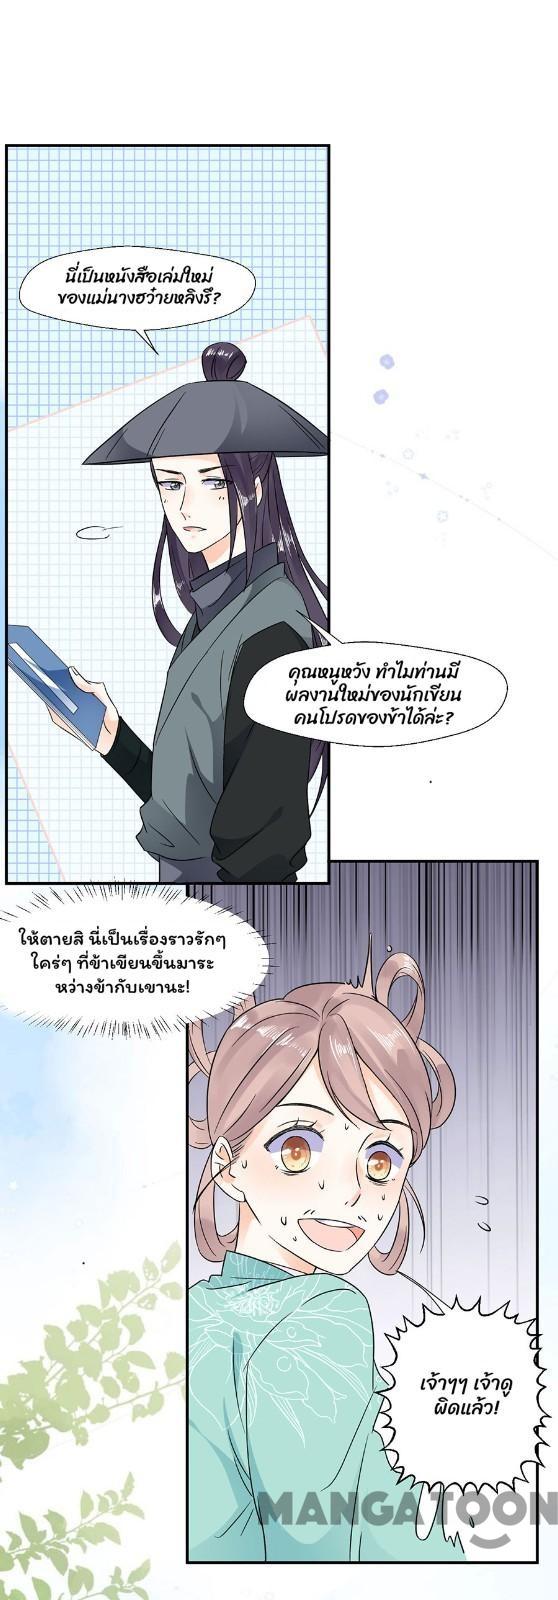 นี่เป็นหนังสือเล่มใหม่
ของแม่นางฮว๋ายหลิงรึ?
คุณหนูหวัง ทำไมท่านมี
ผลงานใหม่ของนักเขียน
คนโปรดของข้าได้ล่ะ?
ให้ตายสิ นี่เป็นเรื่องราวรักๆ
ใคร่ๆ ที่ข้าเขียนขึ้นมาระ
หว่างข้ากับเขานะ!
เจ้าๆๆ เจ้าดู
ผิดแล้ว!
MANGATOON